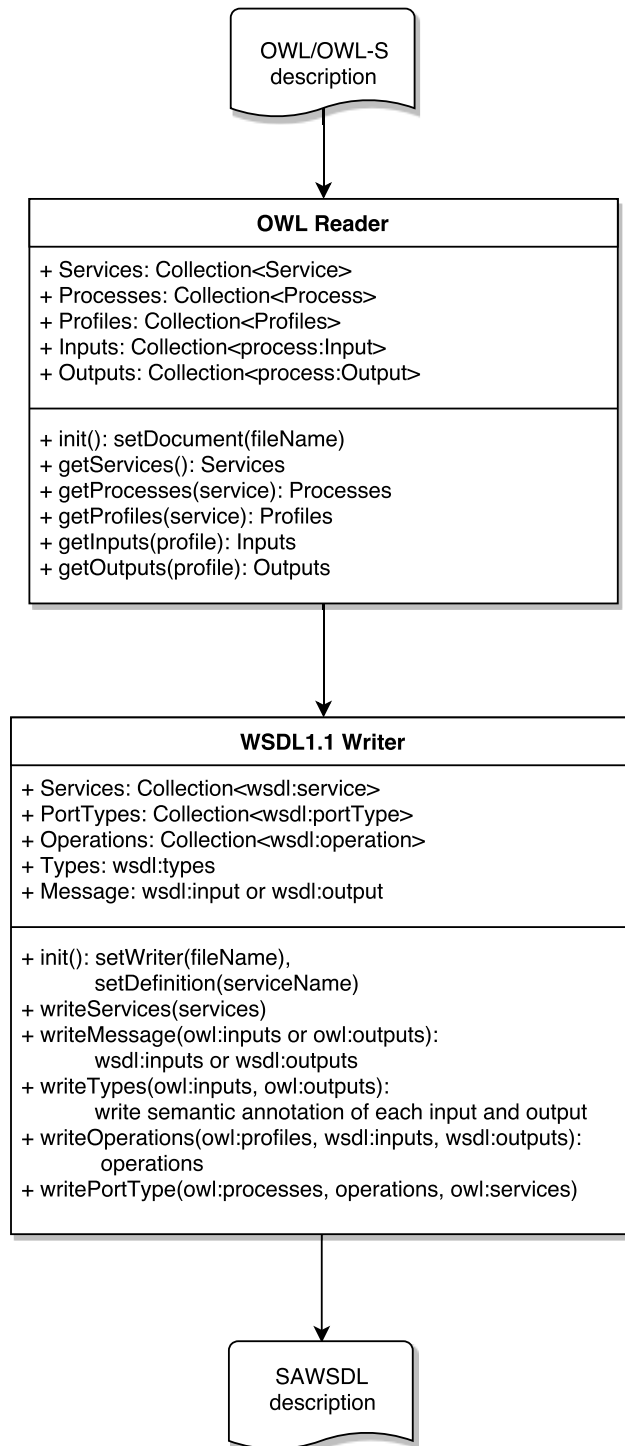 OWL/OWL-S
description
OWL Reader
+ Services: Collection<Service>
+ Processes: Collection<Process>
+ Profiles: Collection<Profiles>
+ Inputs: Collection<process:Input>
+ Outputs: Collection<process:Output>
+ init(): setDocument(fileName)
+ getServices(): Services
+ getProcesses(service): Processes
+ getProfiles(service): Profiles
+ getInputs(profile): Inputs
+ getOutputs(profile): Outputs
WSDL1.1 Writer
+ Services: Collection<wsdl:service>
+ PortTypes: Collection<wsdl:portType>
+ Operations: Collection<wsdl:operation>
+ Types: wsdl:types
+ Message: wsdl:input or wsdl:output
+ init(): setWriter(fileName),
setDefinition(serviceName)
+ writeServices(services)
+ writeMessage(owl:inputs or owl:outputs):
wsdl:inputs or wsdl:outputs
+ writeTypes(owl:inputs, owl:outputs):
write semantic annotation of each input and output
+ writeOperations(owl:profiles, wsdl:inputs, wsdl:outputs):
operations
+ writePortType(owl:processes, operations, owl:services)
SAWSDL
description